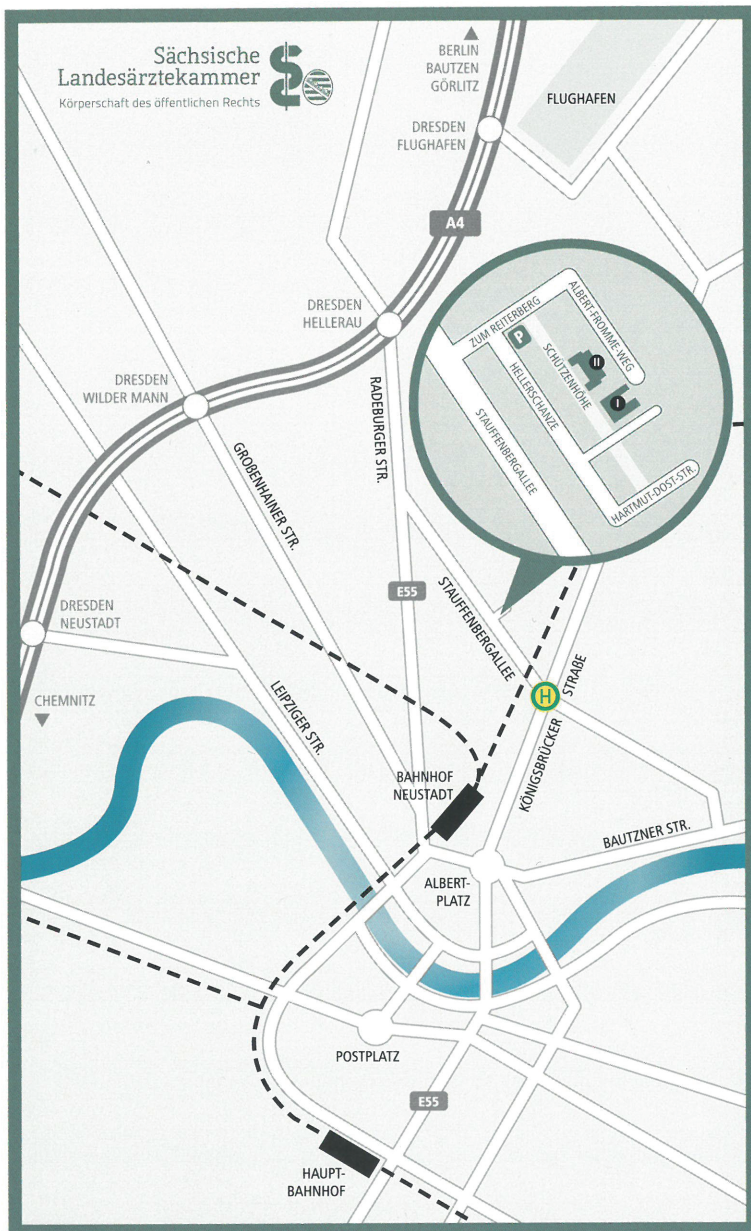 Sächsische
Landesärztekammer
Körperschaft des öffentlichen Rechts
BERLIN
BAUTZEN
GÖRLITZ
FLUGHAFEN
DRESDEN
FLUGHAFEN
A4
DRESDEN
HELLERAU
ZUM REITERBERG
ALBERT-FROMME-WEG
P
SCHÜTZENHÖHE
II
I
HELLERSCHANZE
STAUFFENBERGALLEE
HARTMUT-DOST-STR.
DRESDEN
WILDER MANN
RADEBURGER STR.
GROßENHAINER STR.
E55
STAUFFENBERGALLEE
DRESDEN
NEUSTADT
H
KÖNIGSBRÜCKER STRAßE
CHEMNITZ
LEIPZIGER STR.
BAHNHOF
NEUSTADT
BAUTZNER STR.
ALBERT-
PLATZ
POSTPLATZ
E55
HAUPT-
BAHNHOF